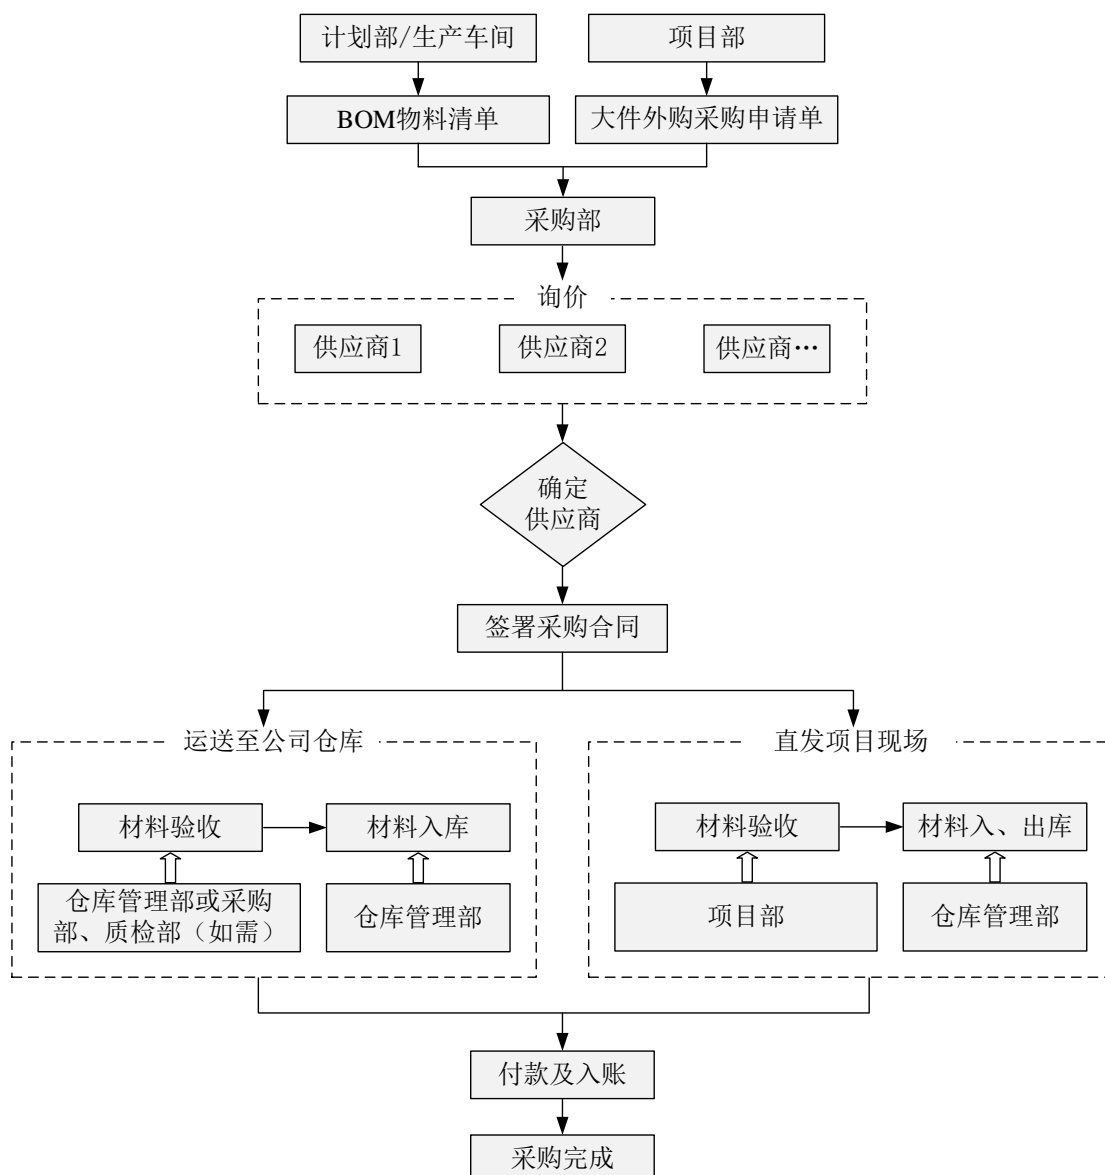 计划部/生产车间
项目部
BOM物料清单
大件外购采购申请单
采购部
询价
供应商1
供应商2
供应商…
确定
供应商
签署采购合同
运送至公司仓库
直发项目现场
材料验收
材料入库
材料验收
材料入、出库
仓库管理部或采购
部、质检部（如需）
仓库管理部
项目部
仓库管理部
付款及入账
采购完成